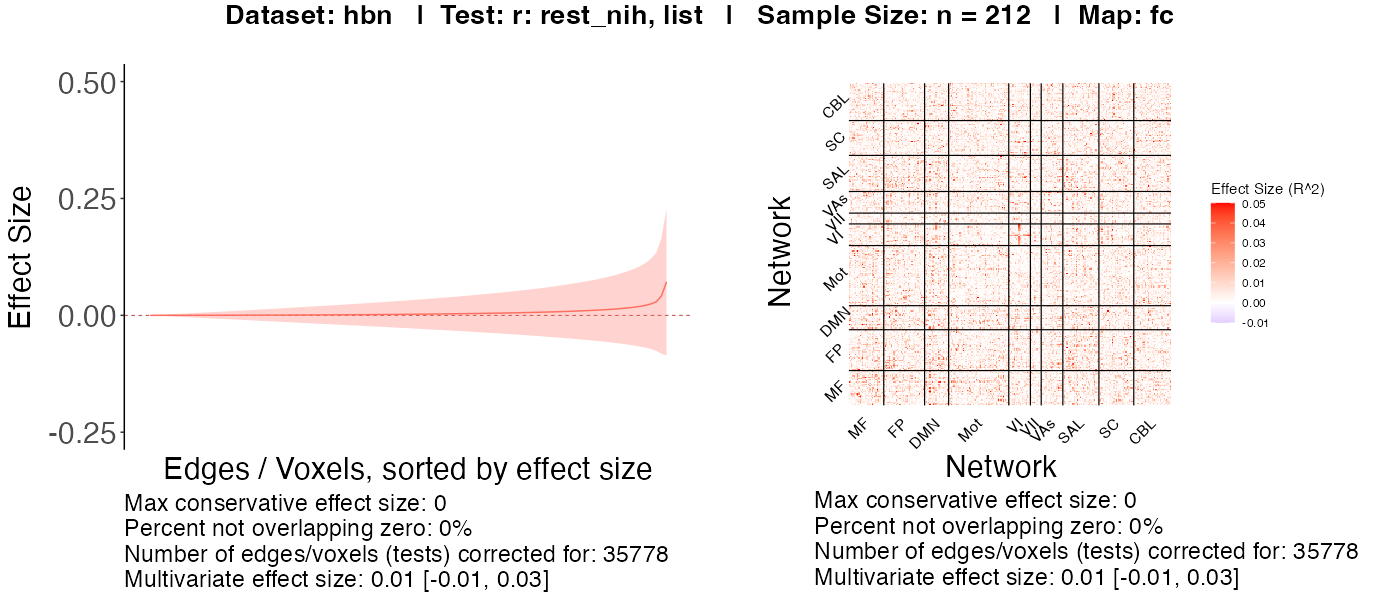 Dataset: hbn | Test: r: rest_nih, list | Sample Size: n = 212 | Map: fc
Effect Size
0.50
0.25
0.00
-0.25
Edges / Voxels, sorted by effect size
Max conservative effect size: 0
Percent not overlapping zero: 0%
Number of edges/voxels (tests) corrected for: 35778
Multivariate effect size: 0.01 [-0.01, 0.03]
Network
CBL
SC
SAL
VAs
VII
VI
Mot
DMN
FP
MF
MF
FP
DMN
Mot
VI
VII
VAs
SAL
SC
CBL
Network
Effect Size (R^2)
0.05
0.04
0.03
0.02
0.01
0.00
-0.01
Max conservative effect size: 0
Percent not overlapping zero: 0%
Number of edges/voxels (tests) corrected for: 35778
Multivariate effect size: 0.01 [-0.01, 0.03]